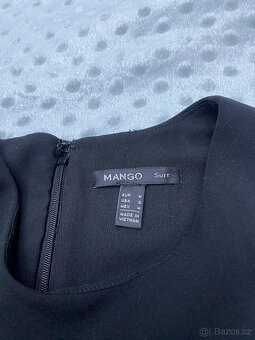 MANGO SUIT
EUR
USA
MEX
MADE IN
VIETNAM
Bazos.cz